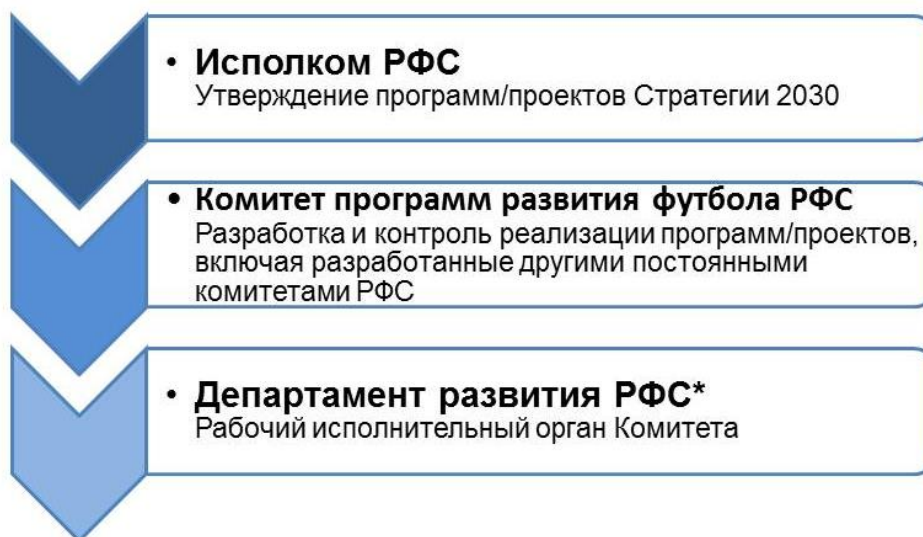 • Исполком РФС
Утверждение программ/проектов Стратегии 2030
• Комитет программ развития футбола РФС
Разработка и контроль реализации программ/проектов,
включая разработанные другими постоянными
комитетами РФС
• Департамент развития РФС*
Рабочий исполнительный орган Комитета